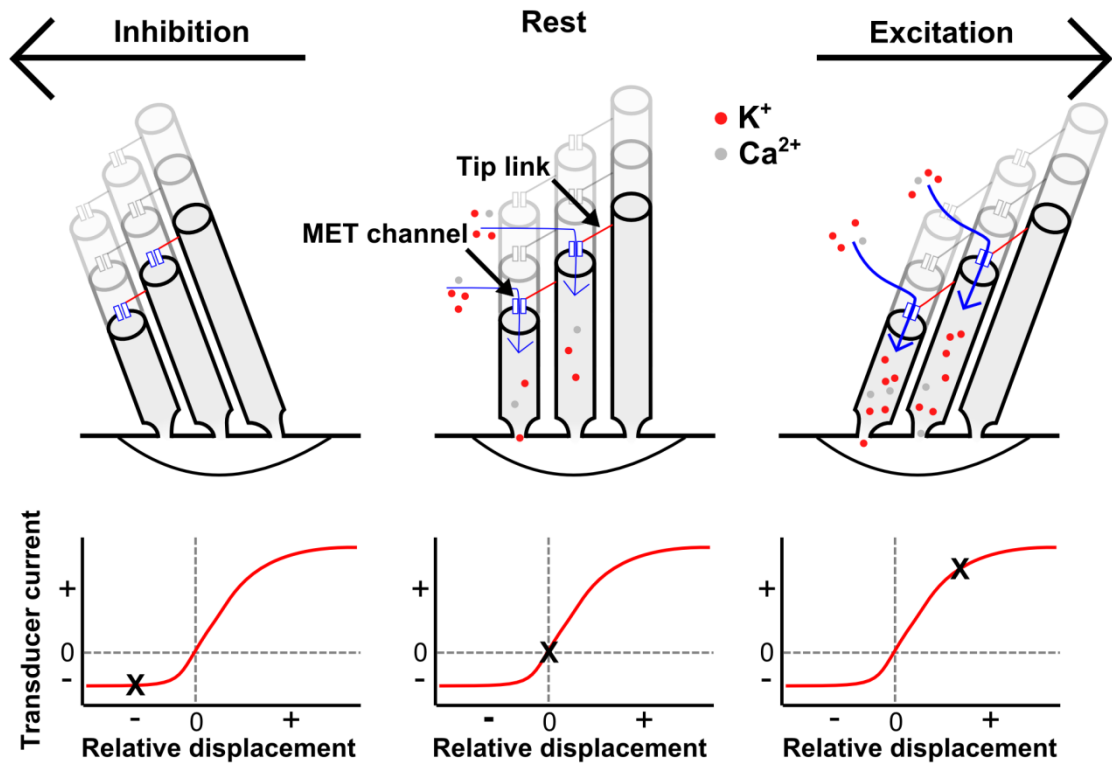 Inhibition
Rest
Excitation
K+
Ca2+
Tip link
MET channel
Transducer current
+
0
-
X
- 0 +
Relative displacement
+
0
-
X
- 0 +
Relative displacement
+
0
-
X
- 0 +
Relative displacement